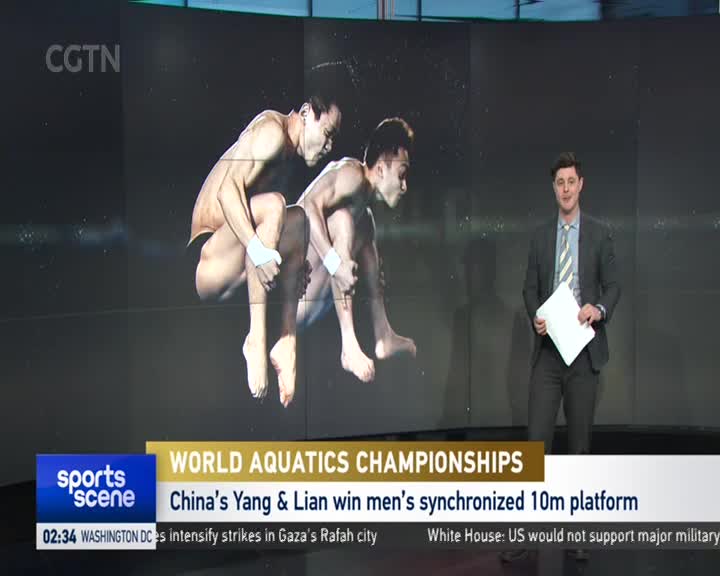 CGTN
WORLD AQUATICS CHAMPIONSHIPS
sports
scene
China's Yang & Lian win men's synchronized 10m platform
02:34 WASHINGTON DC
intensify strikes in Gaza's Rafah city White House: US would not support major military